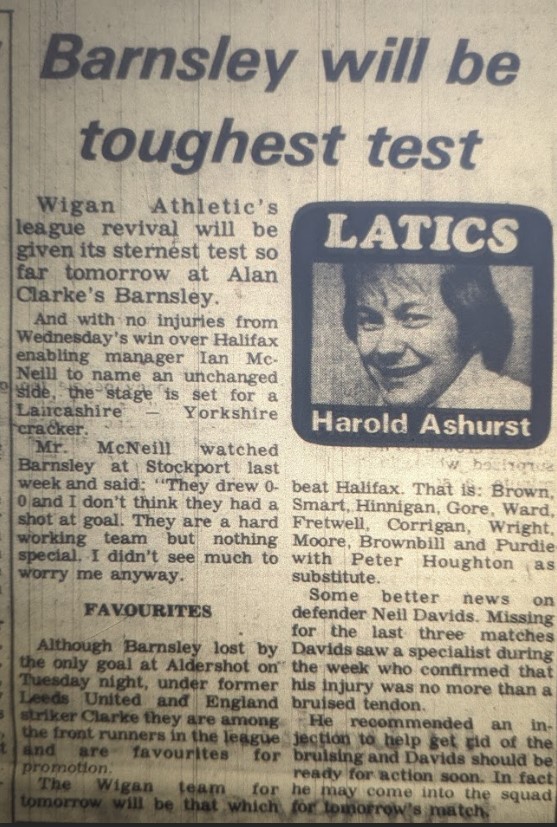 Barnsley will be
toughest test
Wigan Athletic's
league revival will be
given its sternest test so
far tomorrow at Alan
Clarke's Barnsley.
And with no injuries from
Wednesday's win over Halifax
enabling manager Ian Mc-
Neill to name an unchanged
side, the stage is set for a
Lancashire — Yorkshire
cracker.
Mr. McNeill watched
Barnsley at Stockport last
week and said: "They drew 0-
0 and I don't think they had a
shot at goal. They are a hard
working team but nothing
special. I didn't see much to
worry me anyway.
FAVOURITES
Although Barnsley lost by
the only goal at Aldershot on
Tuesday night, under former
Leeds United and England
striker Clarke they are among
the front runners in the league
and are favourites for
promotion.
The Wigan team for
tomorrow will be that which
LATICS
Harold Ashurst
beat Halifax. That is: Brown,
Smart, Hinnigan, Gore, Ward,
Fretwell, Corrigan, Wright,
Moore, Brownbill and Purdie
with Peter Houghton as
substitute.
Some better news on
defender Neil Davids. Missing
for the last three matches
Davids saw a specialist during
the week who confirmed that
his injury was no more than a
bruised tendon.
He recommended an in-
jection to help get rid of the
bruising and Davids should be
ready for action soon. In fact
he may come into the squad
for tomorrow's match.